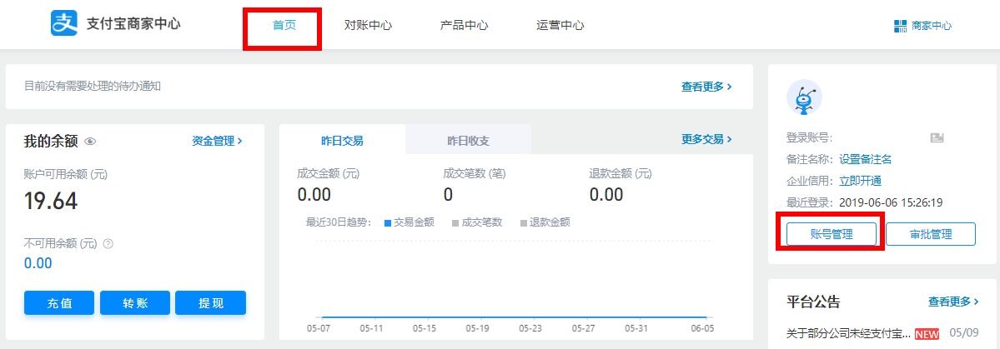 支付宝商家中心 首页 对账中心 产品中心 运营中心 商家中心
目前没有需要处理的待办通知 查看更多 >
我的余额 资金管理 >
账户可用余额 (元)
19.64
不可用余额 (元) ?
0.00
充值 转账 提现
昨日交易 昨日收支 更多交易 >
成交金额 (元) 成交笔数 (笔) 退款金额 (元)
0.00 0 0.00
最近30日趋势: 交易金额 成交笔数 退款金额
05-07 05-11 05-15 05-19 05-23 05-27 05-31 06-05
登录账号:
备注名称: 设置备注名
企业信用: 立即开通
最近登录: 2019-06-06 15:26:19
账号管理 审批管理
平台公告 查看更多 >
关于部分公司未经支付宝... NEW 05/09